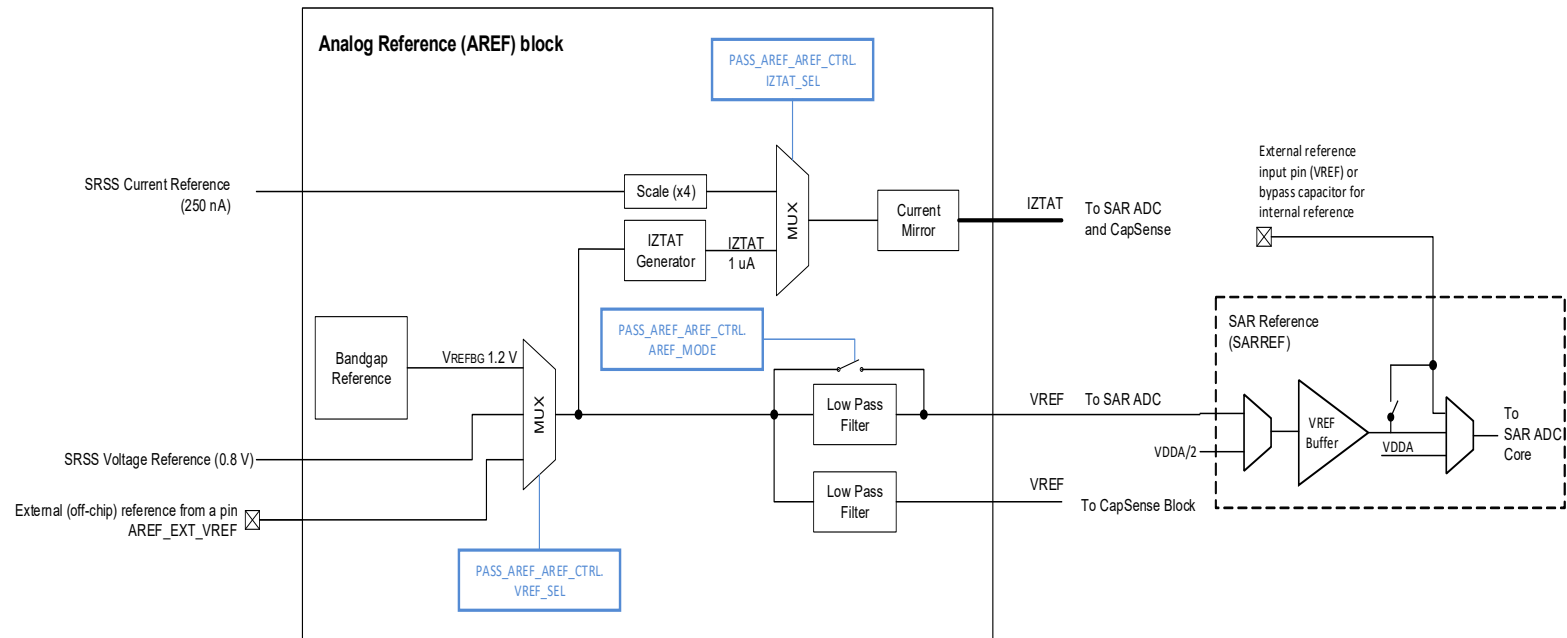 Analog Reference (AREF) block
PASS_AREF_AREF_CTRL.
IZTAT_SEL
SRSS Current Reference
(250 nA)
Scale (x4)
IZTAT
Generator
IZTAT
1 uA
MUX
Current
Mirror
IZTAT
To SAR ADC
and CapSense
External reference
input pin (VREF) or
bypass capacitor for
internal reference
Bandgap
Reference
VREFBG 1.2 V
MUX
PASS_AREF_AREF_CTRL.
AREF_MODE
Low Pass
Filter
VREF
To SAR ADC
SAR Reference
(SARREF)
VREF
Buffer
VDDA
To
SAR ADC
Core
VDDA/2
SRSS Voltage Reference (0.8 V)
Low Pass
Filter
VREF
To CapSense Block
External (off-chip) reference from a pin
AREF_EXT_VREF
PASS_AREF_AREF_CTRL.
VREF_SEL